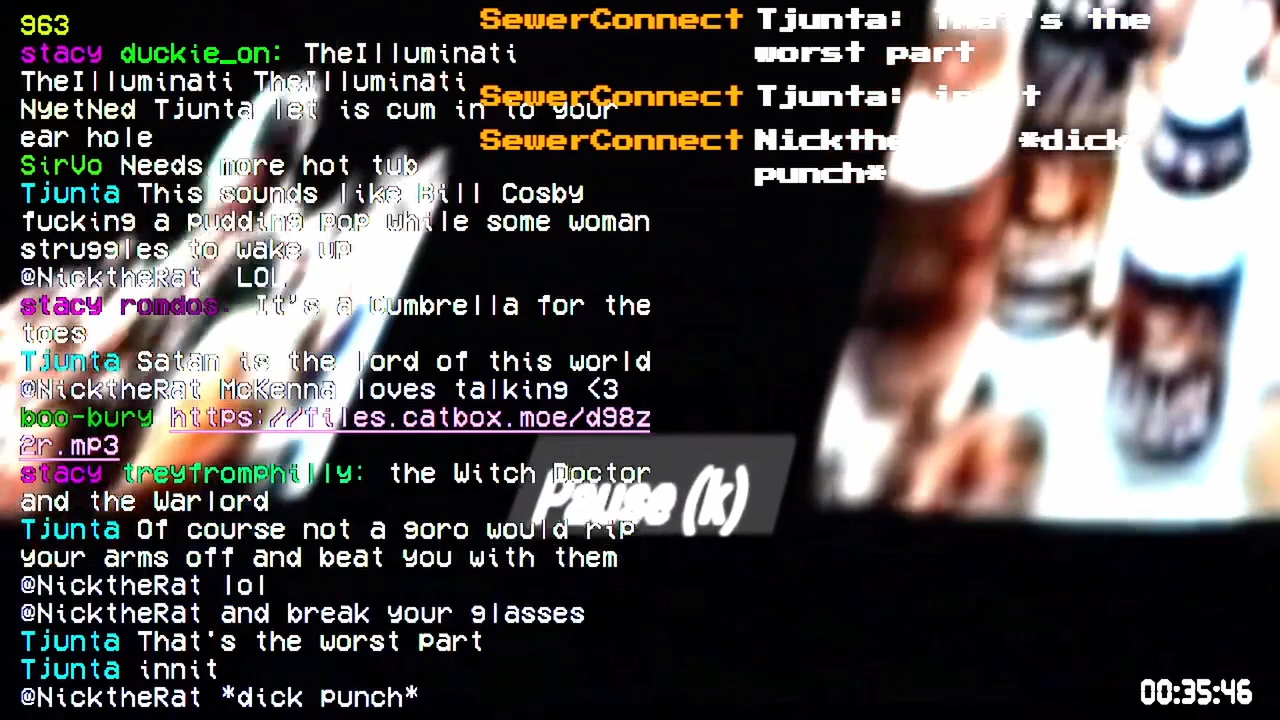 963
stacy duckie_on: TheIlluminati
TheIlluminati TheIlluminati
NyetNed Tjunta let is cum in to your
ear hole
SirVo Needs more hot tub
Tjunta This sounds like Bill Cosby
fucking a pudding pop while some woman
struggles to wake up
@NicktheRat LOL
stacy romdos: It's a Cumbrella for the
toes
Tjunta Satan is the lord of this world
@NicktheRat McKenna loves talking <3
boo-bury https://files.catbox.moe/d98z
2r.mp3
stacy treyfromphilly: the Witch Doctor
and the Warlord
Tjunta Of course not a goro would rip
your arms off and beat you with them
@NicktheRat lol
@NicktheRat and break your glasses
Tjunta That's the worst part
Tjunta innit
@NicktheRat *dick punch*
SewerConnect Tjunta: That's the
worst part
SewerConnect Tjunta: innit
SewerConnect *dick
punch*
Pause (k)
00:35:46